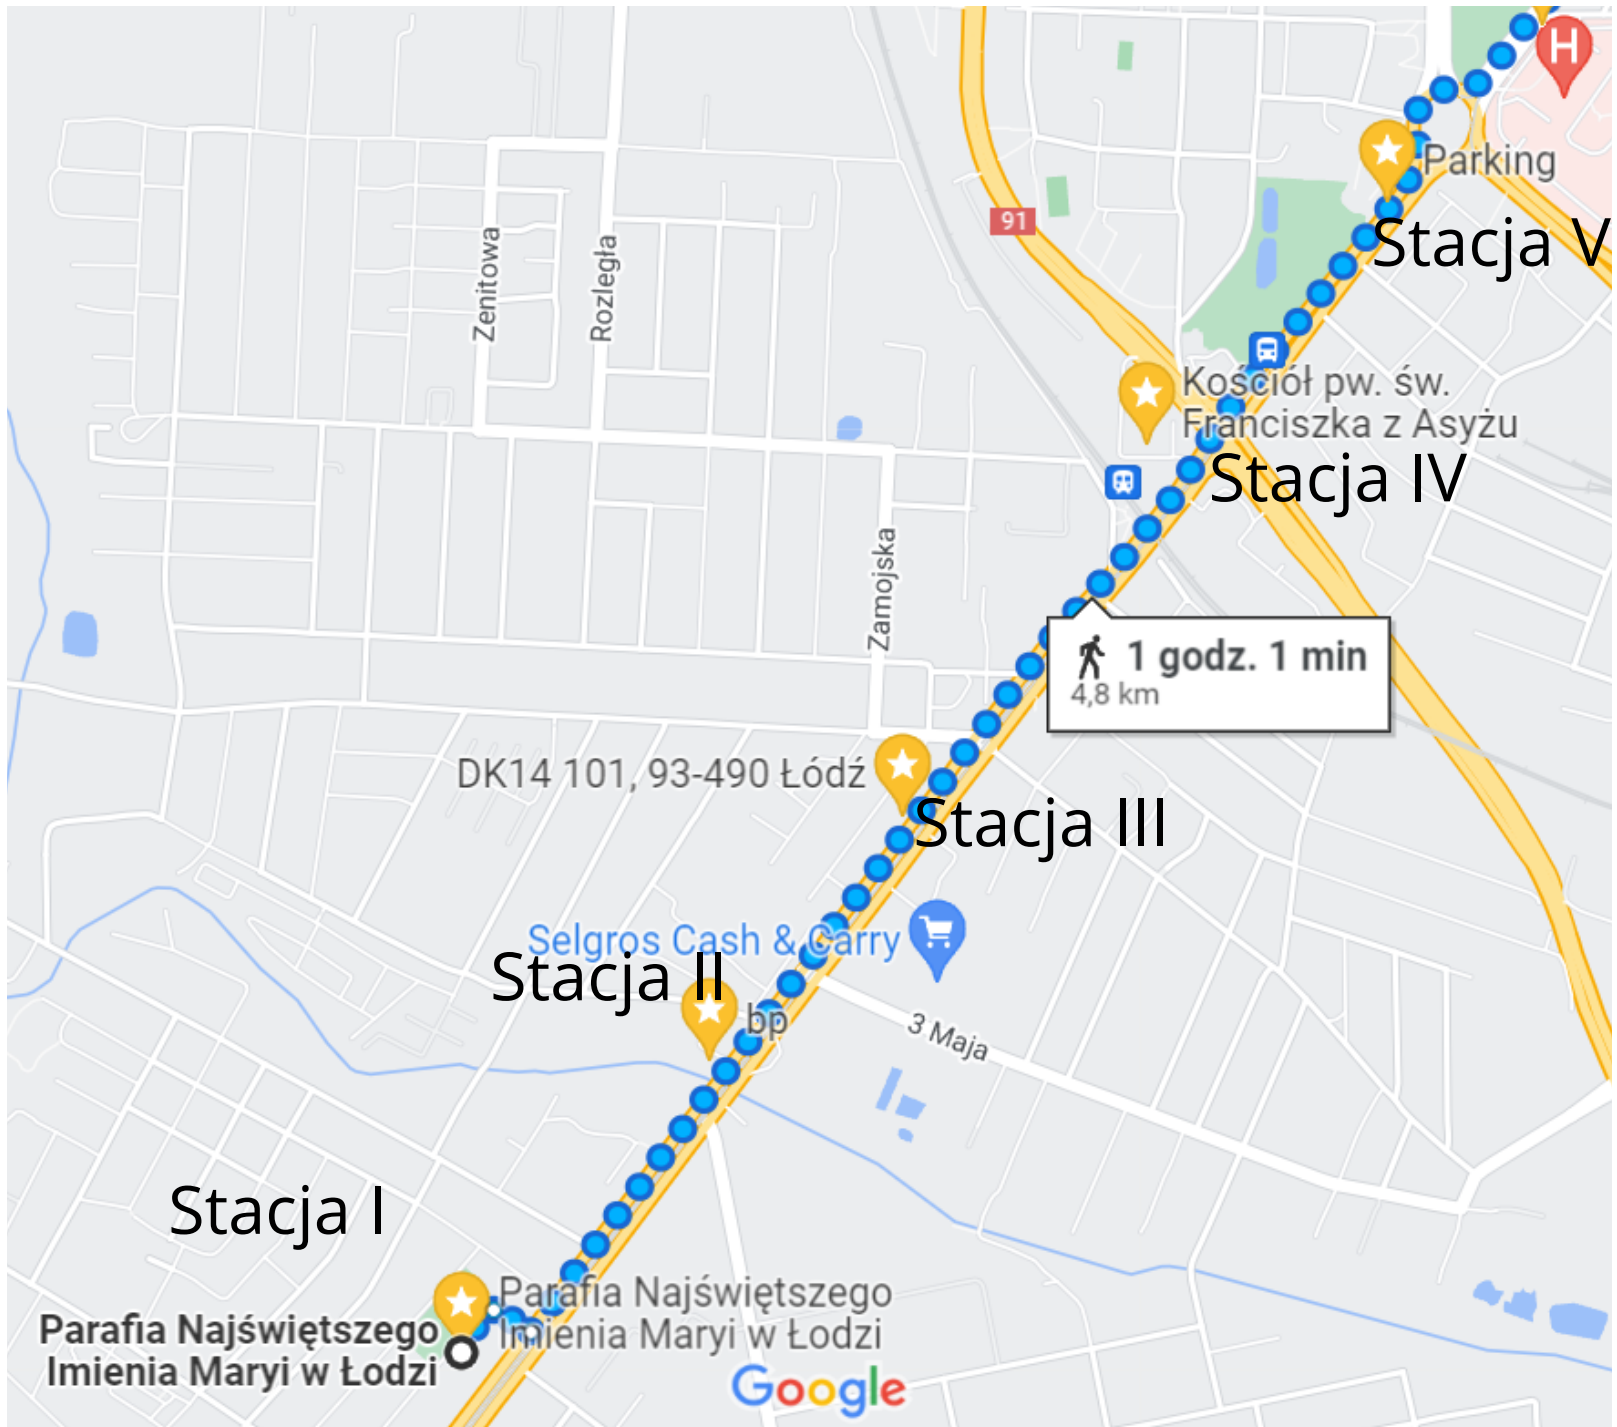 H
Parking
91
Stacja V
Zenitowa
Rozległa
Kościół pw. św.
Franciszka z Asyżu
Stacja IV
Zamojska
1 godz. 1 min
4,8 km
DK14 101, 93-490 Łódź
Stacja III
Selgros Cash & Carry
Stacja II
bp
3 Maja
Stacja I
Parafia Najświętszego
Imienia Maryi w Łodzi
Parafia Najświętszego
Imienia Maryi w Łodzi
Google